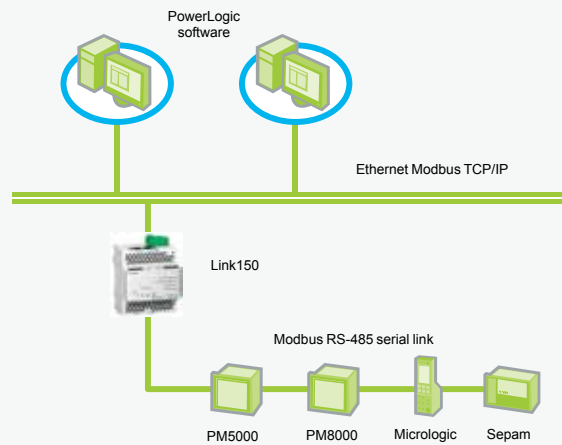 PowerLogic
software
Ethernet Modbus TCP/IP
Link150
Modbus RS-485 serial link
PM5000
PM8000
Micrologic
Sepam